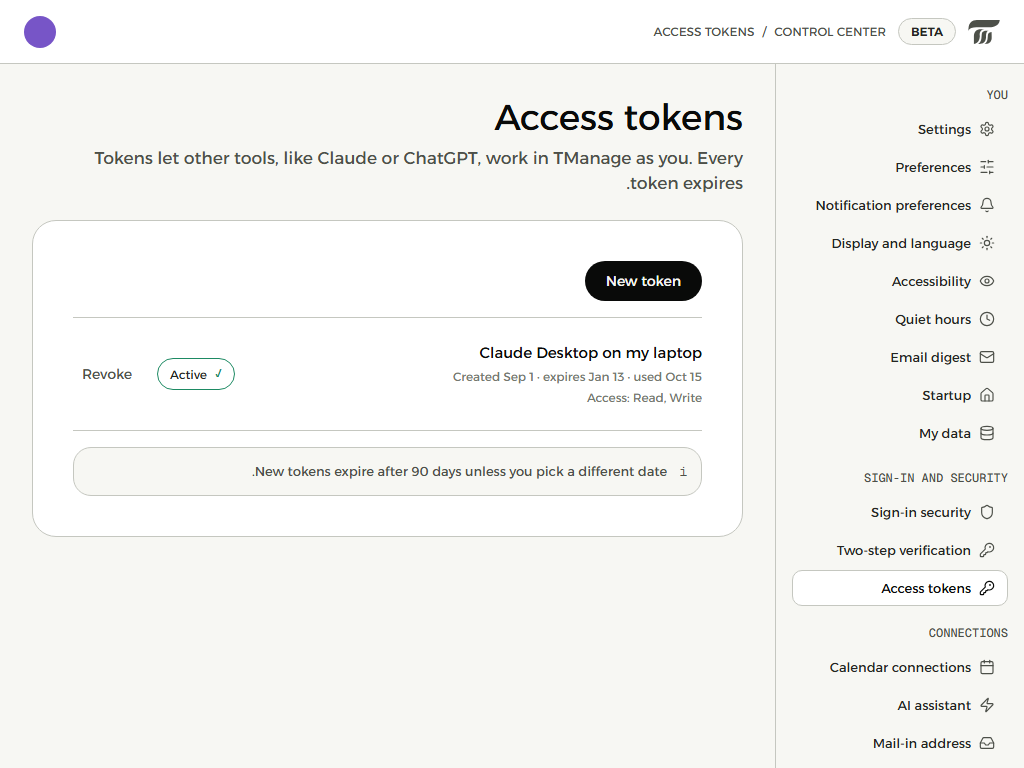 ACCESS TOKENS / CONTROL CENTER
BETA
YOU
Settings
Preferences
Notification preferences
Display and language
Accessibility
Quiet hours
Email digest
Startup
My data
SIGN-IN AND SECURITY
Sign-in security
Two-step verification
Access tokens
CONNECTIONS
Calendar connections
AI assistant
Mail-in address
Access tokens
Tokens let other tools, like Claude or ChatGPT, work in TManage as you. Every
.token expires
New token
Claude Desktop on my laptop
Created Sep 1 · expires Jan 13 · used Oct 15
Access: Read, Write
Active ✓
Revoke
i .New tokens expire after 90 days unless you pick a different date